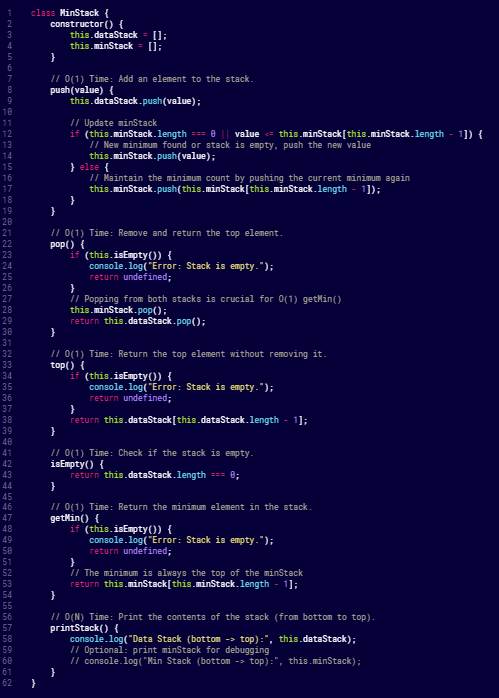 1 class MinStack {
2 constructor() {
3 this.dataStack = [];
4 this.minStack = [];
5 }
6
7 // O(1) Time: Add an element to the stack.
8 push(value) {
9 this.dataStack.push(value);
10
11 // Update minStack
12 if (this.minStack.length === 0 || value <= this.minStack[this.minStack.length - 1]) {
13 // New minimum found or stack is empty, push the new value
14 this.minStack.push(value);
15 } else {
16 // Maintain the minimum count by pushing the current minimum again
17 this.minStack.push(this.minStack[this.minStack.length - 1]);
18 }
19 }
20
21 // O(1) Time: Remove and return the top element.
22 pop() {
23 if (this.isEmpty()) {
24 console.log("Error: Stack is empty.");
25 return undefined;
26 }
27 // Popping from both stacks is crucial for O(1) getMin()
28 this.minStack.pop();
29 return this.dataStack.pop();
30 }
31
32 // O(1) Time: Return the top element without removing it.
33 top() {
34 if (this.isEmpty()) {
35 console.log("Error: Stack is empty.");
36 return undefined;
37 }
38 return this.dataStack[this.dataStack.length - 1];
39 }
40
41 // O(1) Time: Check if the stack is empty.
42 isEmpty() {
43 return this.dataStack.length === 0;
44 }
45
46 // O(1) Time: Return the minimum element in the stack.
47 getMin() {
48 if (this.isEmpty()) {
49 console.log("Error: Stack is empty.");
50 return undefined;
51 }
52 // The minimum is always the top of the minStack
53 return this.minStack[this.minStack.length - 1];
54 }
55
56 // O(N) Time: Print the contents of the stack (from bottom to top).
57 printStack() {
58 console.log("Data Stack (bottom -> top):", this.dataStack);
59 // Optional: print minStack for debugging
60 // console.log("Min Stack (bottom -> top):", this.minStack);
61 }
62 }